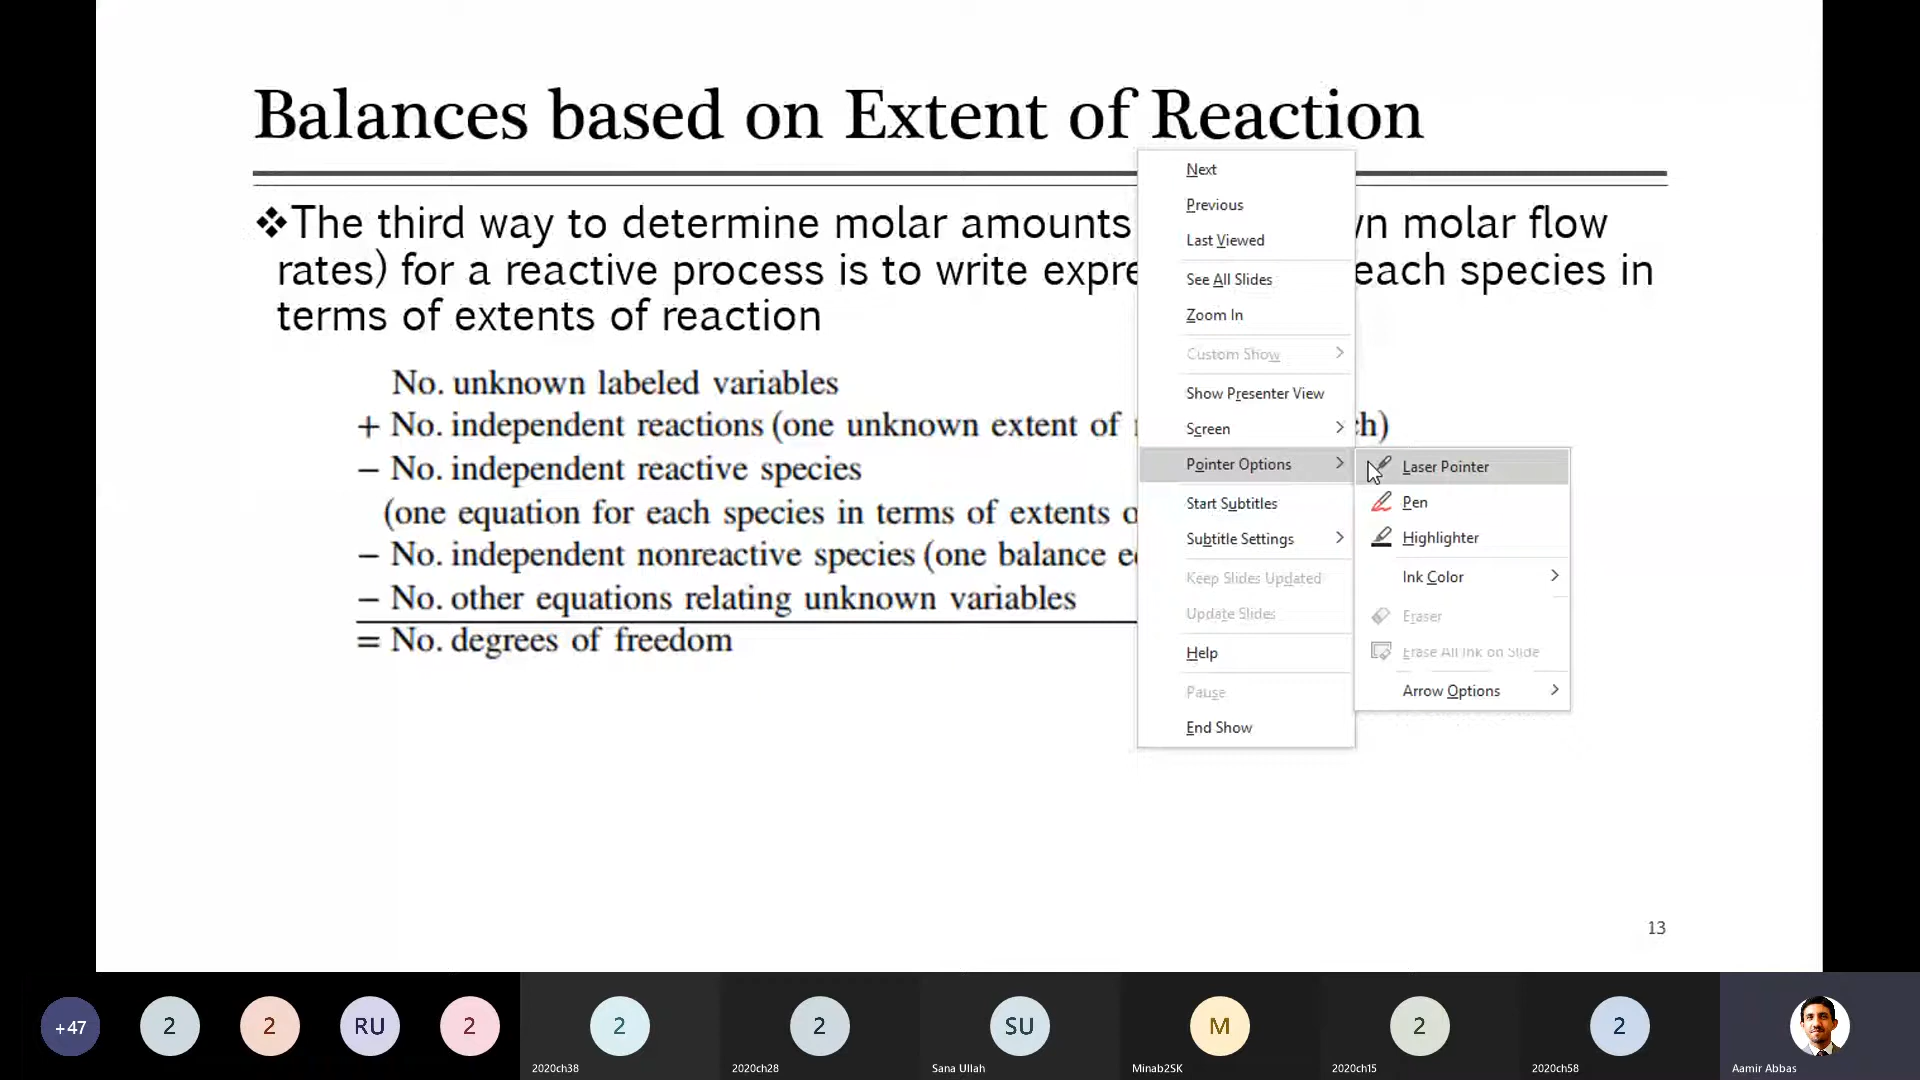 Balances based on Extent of Reaction
❖The third way to determine molar amounts wn molar flow
rates) for a reactive process is to write expre each species in
terms of extents of reaction
No. unknown labeled variables
+ No. independent reactions (one unknown extent of ch)
− No. independent reactive species
(one equation for each species in terms of extents o
− No. independent nonreactive species (one balance e
− No. other equations relating unknown variables
= No. degrees of freedom
Next
Previous
Last Viewed
See All Slides
Zoom In
Custom Show
Show Presenter View
Screen
Pointer Options
Start Subtitles
Subtitle Settings
Keep Slides Updated
Update Slides
Help
Pause
End Show
Laser Pointer
Pen
Highlighter
Ink Color
Eraser
Erase All Ink on Slide
Arrow Options
13
+47
2
2
RU
2
2
2
SU
M
2
2
2020ch38
2020ch28
Sana Ullah
Minab2SK
2020ch15
2020ch58
Aamir Abbas